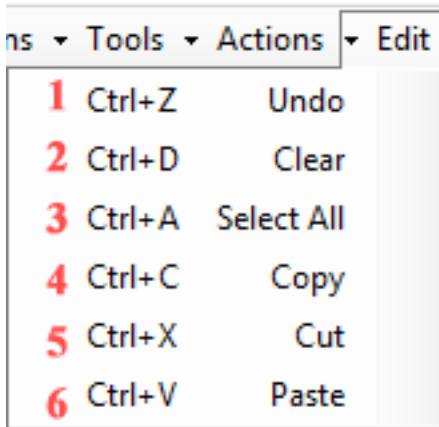 ns Tools Actions Edit
1 Ctrl+Z Undo
2 Ctrl+D Clear
3 Ctrl+A Select All
4 Ctrl+C Copy
5 Ctrl+X Cut
6 Ctrl+V Paste